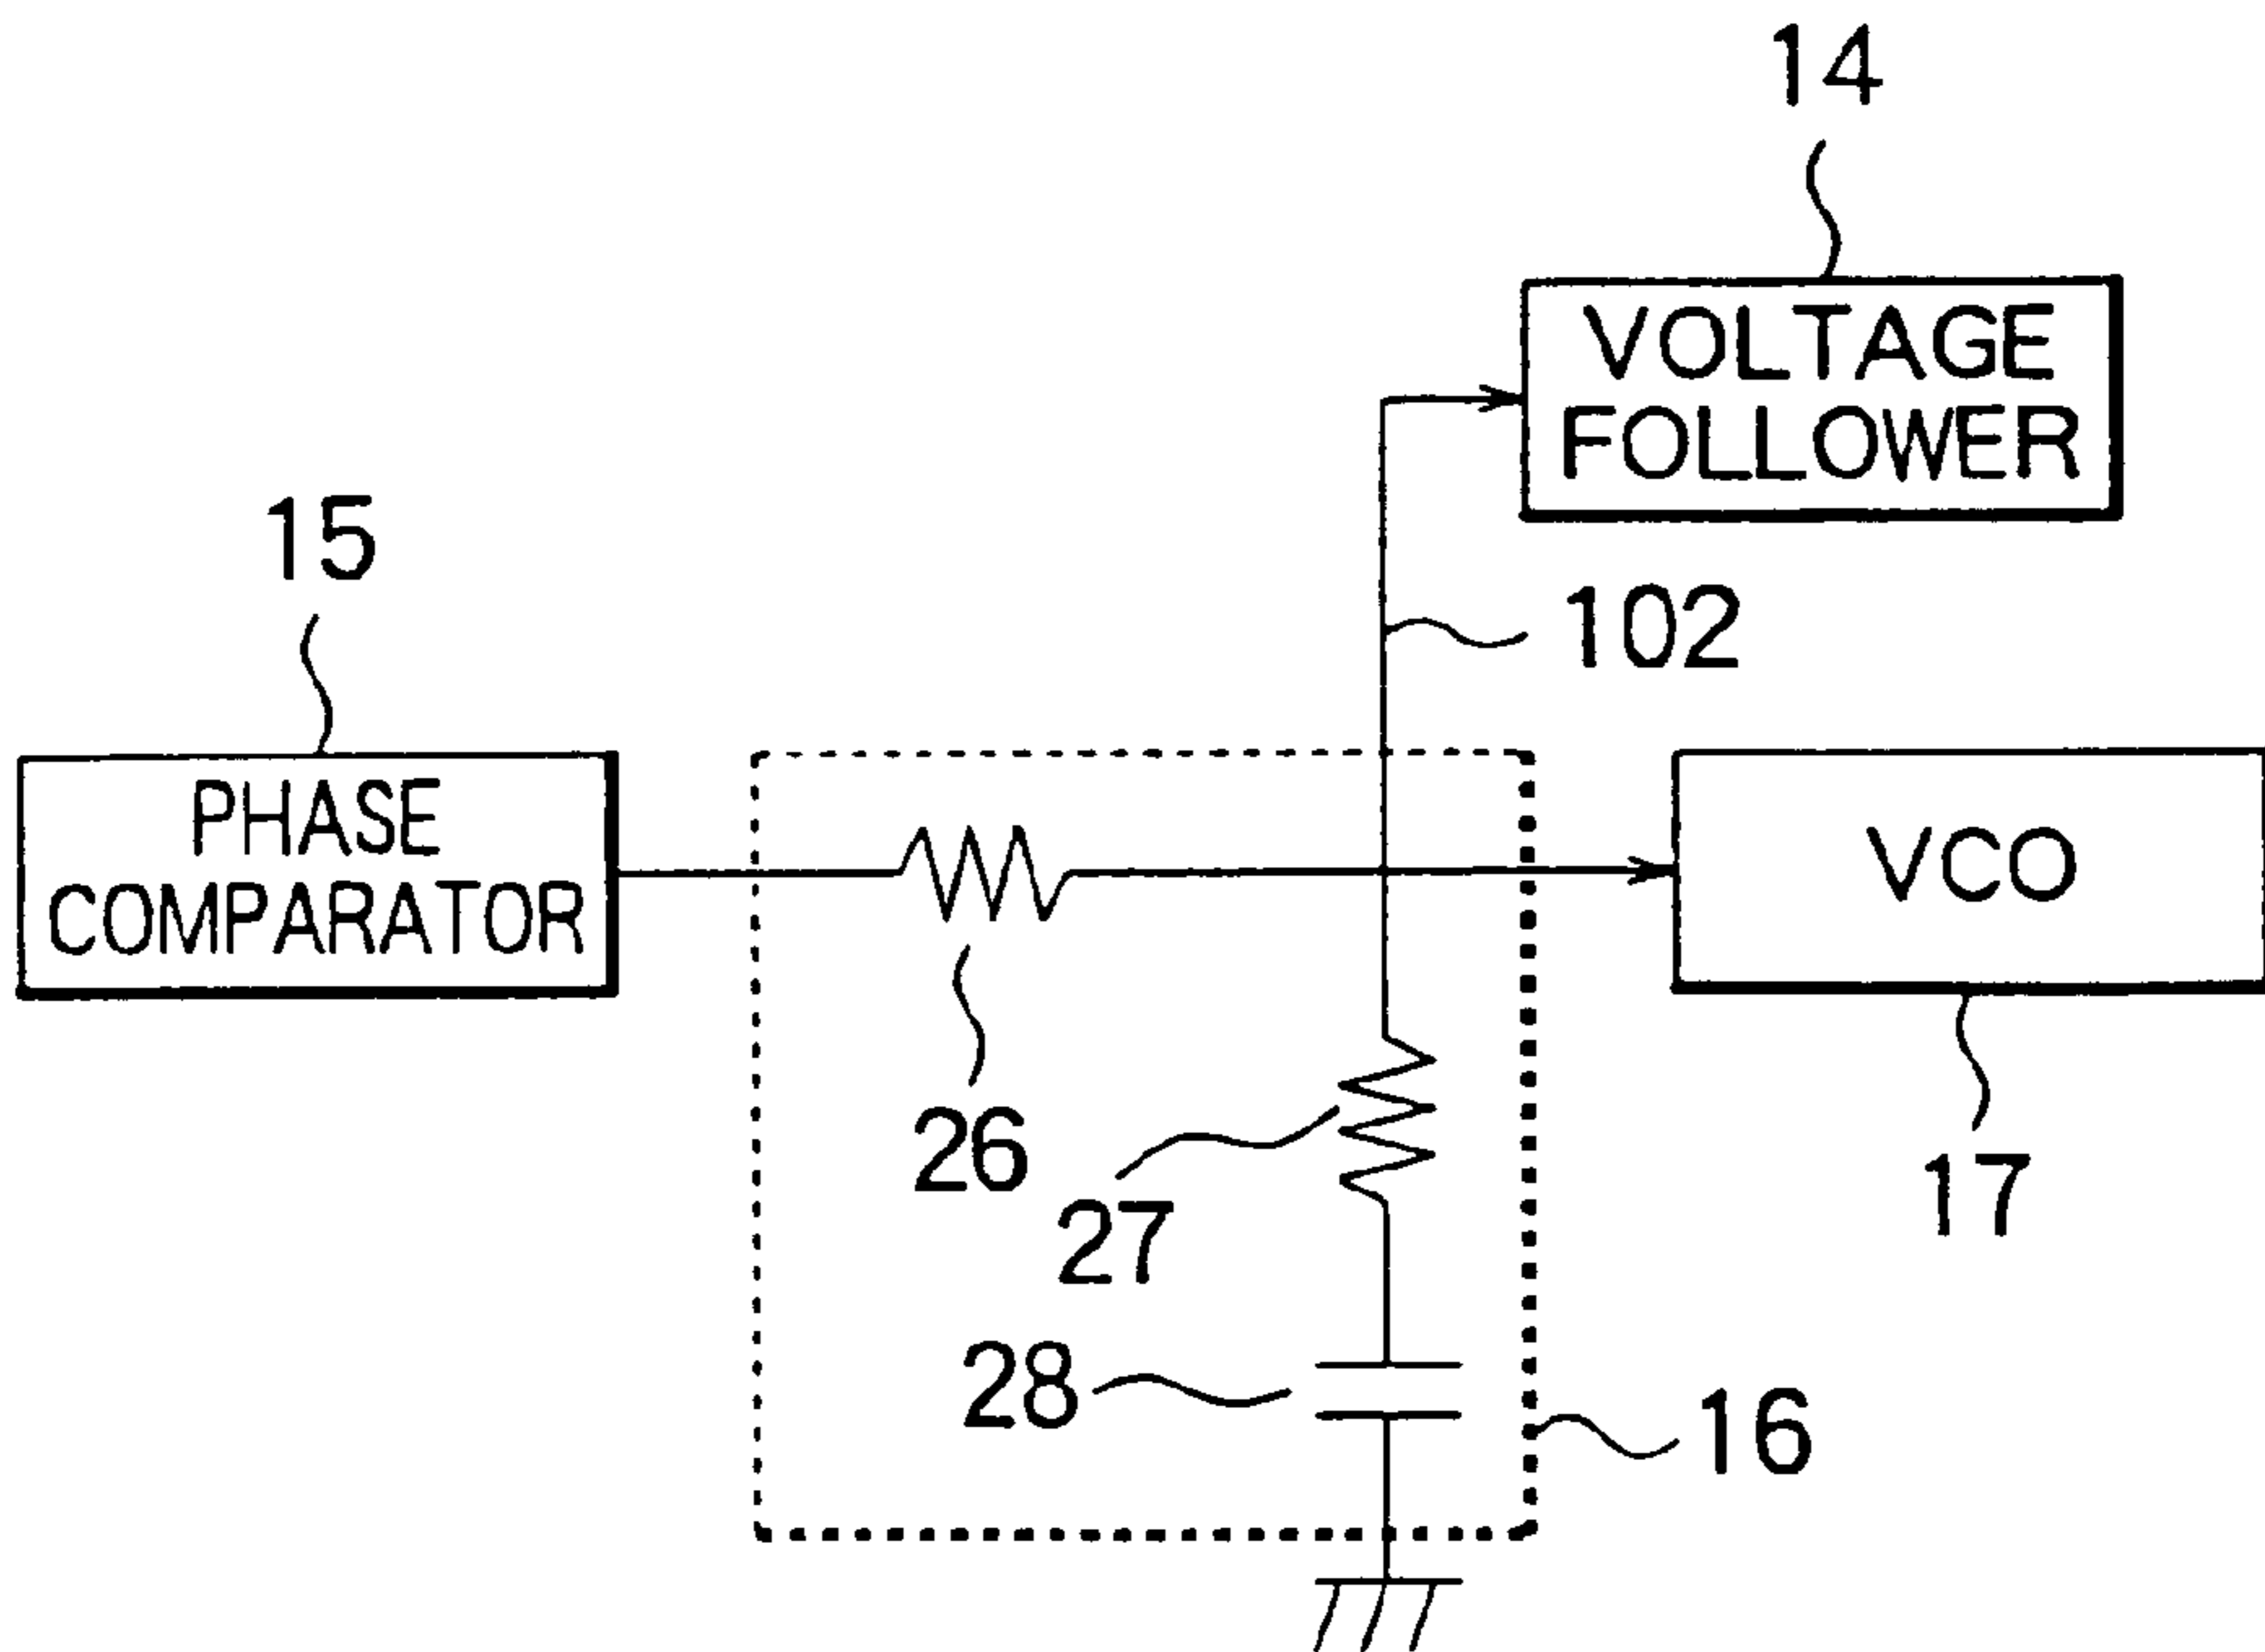 14
VOLTAGE
FOLLOWER
15
102
PHASE
COMPARATOR
VCO
26
27
17
28
16